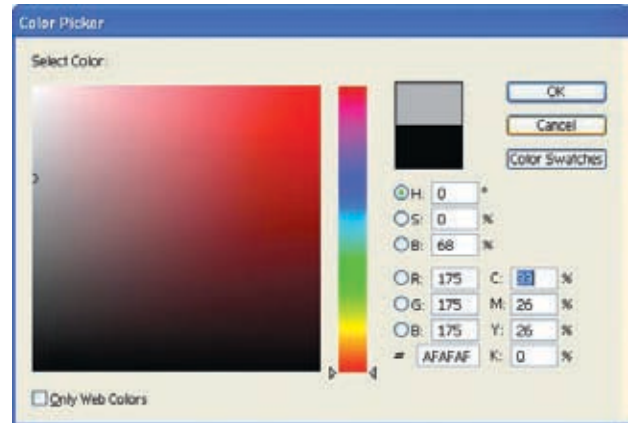 Color Picker
Select Color:
OK
Cancel
Color Swatches
H: 0 °
S: 0 %
B: 68 %
R: 175 C: 33 %
G: 175 M: 26 %
B: 175 Y: 26 %
# AFAFAF K: 0 %
Only Web Colors